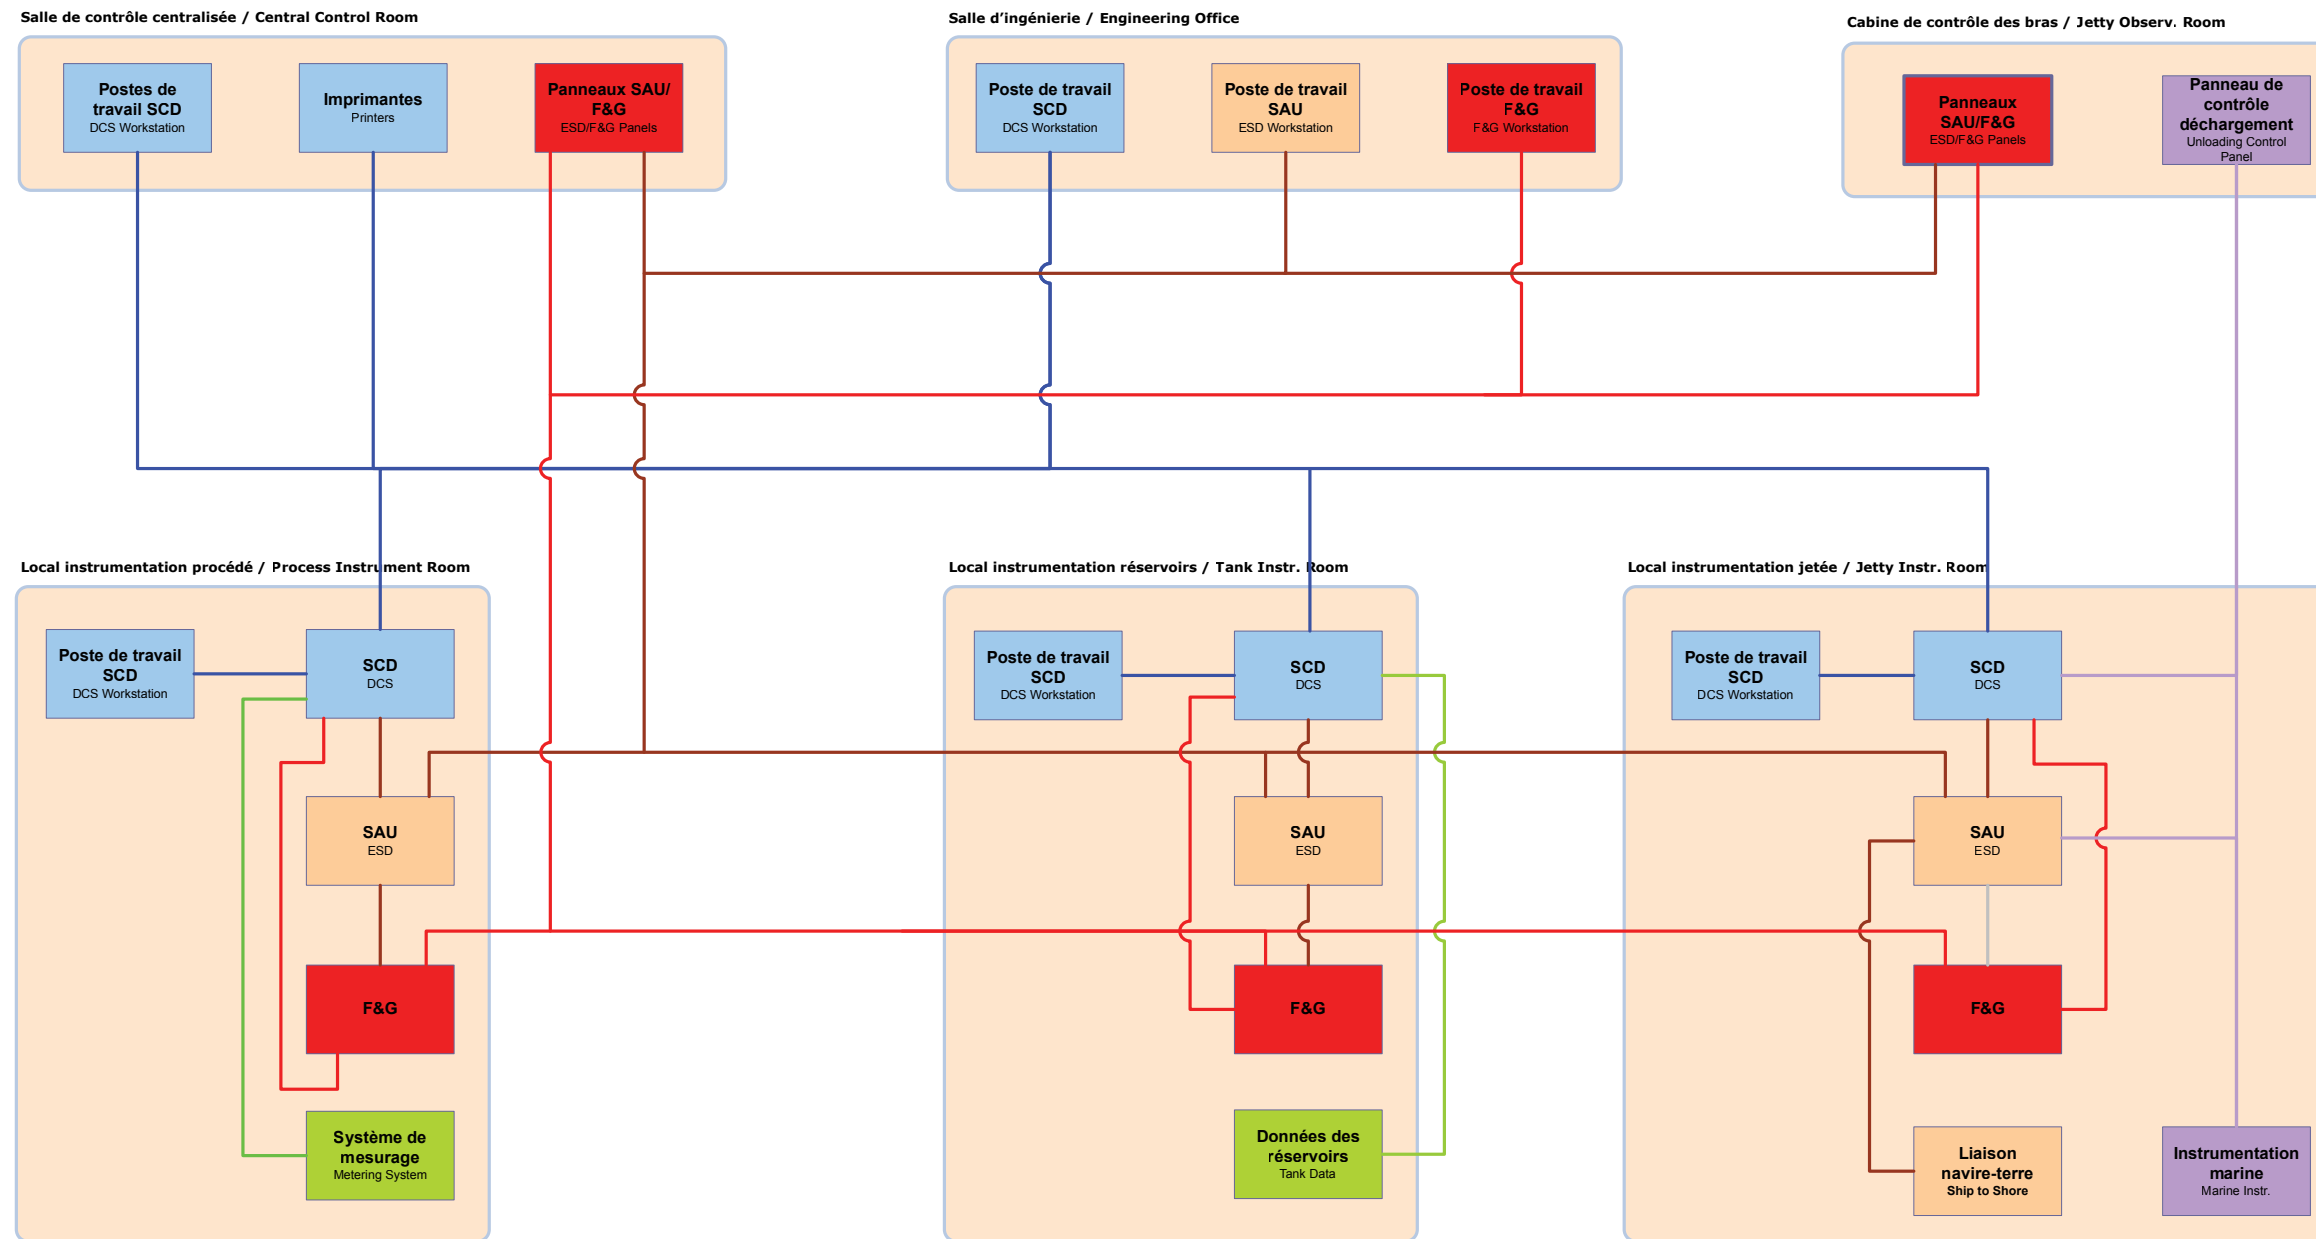 Salle de contrôle centralisée / Central Control Room
Postes de
travail SCD
DCS Workstation
Imprimantes
Printers
Panneaux SAU/
F&G
ESD/F&G Panels
Salle d'ingénierie / Engineering Office
Poste de travail
SCD
DCS Workstation
Poste de travail
SAU
ESD Workstation
Poste de travail
F&G
F&G Workstation
Cabine de contrôle des bras / Jetty Observ. Room
Panneaux
SAU/F&G
ESD/F&G Panels
Panneau de
contrôle
déchargement
Unloading Control
Panel
Local instrumentation procédé / Process Instrument Room
Poste de travail
SCD
DCS Workstation
SCD
DCS
SAU
ESD
F&G
Système de
mesurage
Metering System
Local instrumentation réservoirs / Tank Instr. Room
Poste de travail
SCD
DCS Workstation
SCD
DCS
SAU
ESD
F&G
Données des
réservoirs
Tank Data
Local instrumentation jetée / Jetty Instr. Room
Poste de travail
SCD
DCS Workstation
SCD
DCS
SAU
ESD
F&G
Liaison
navire-terre
Ship to Shore
Instrumentation
marine
Marine Instr.